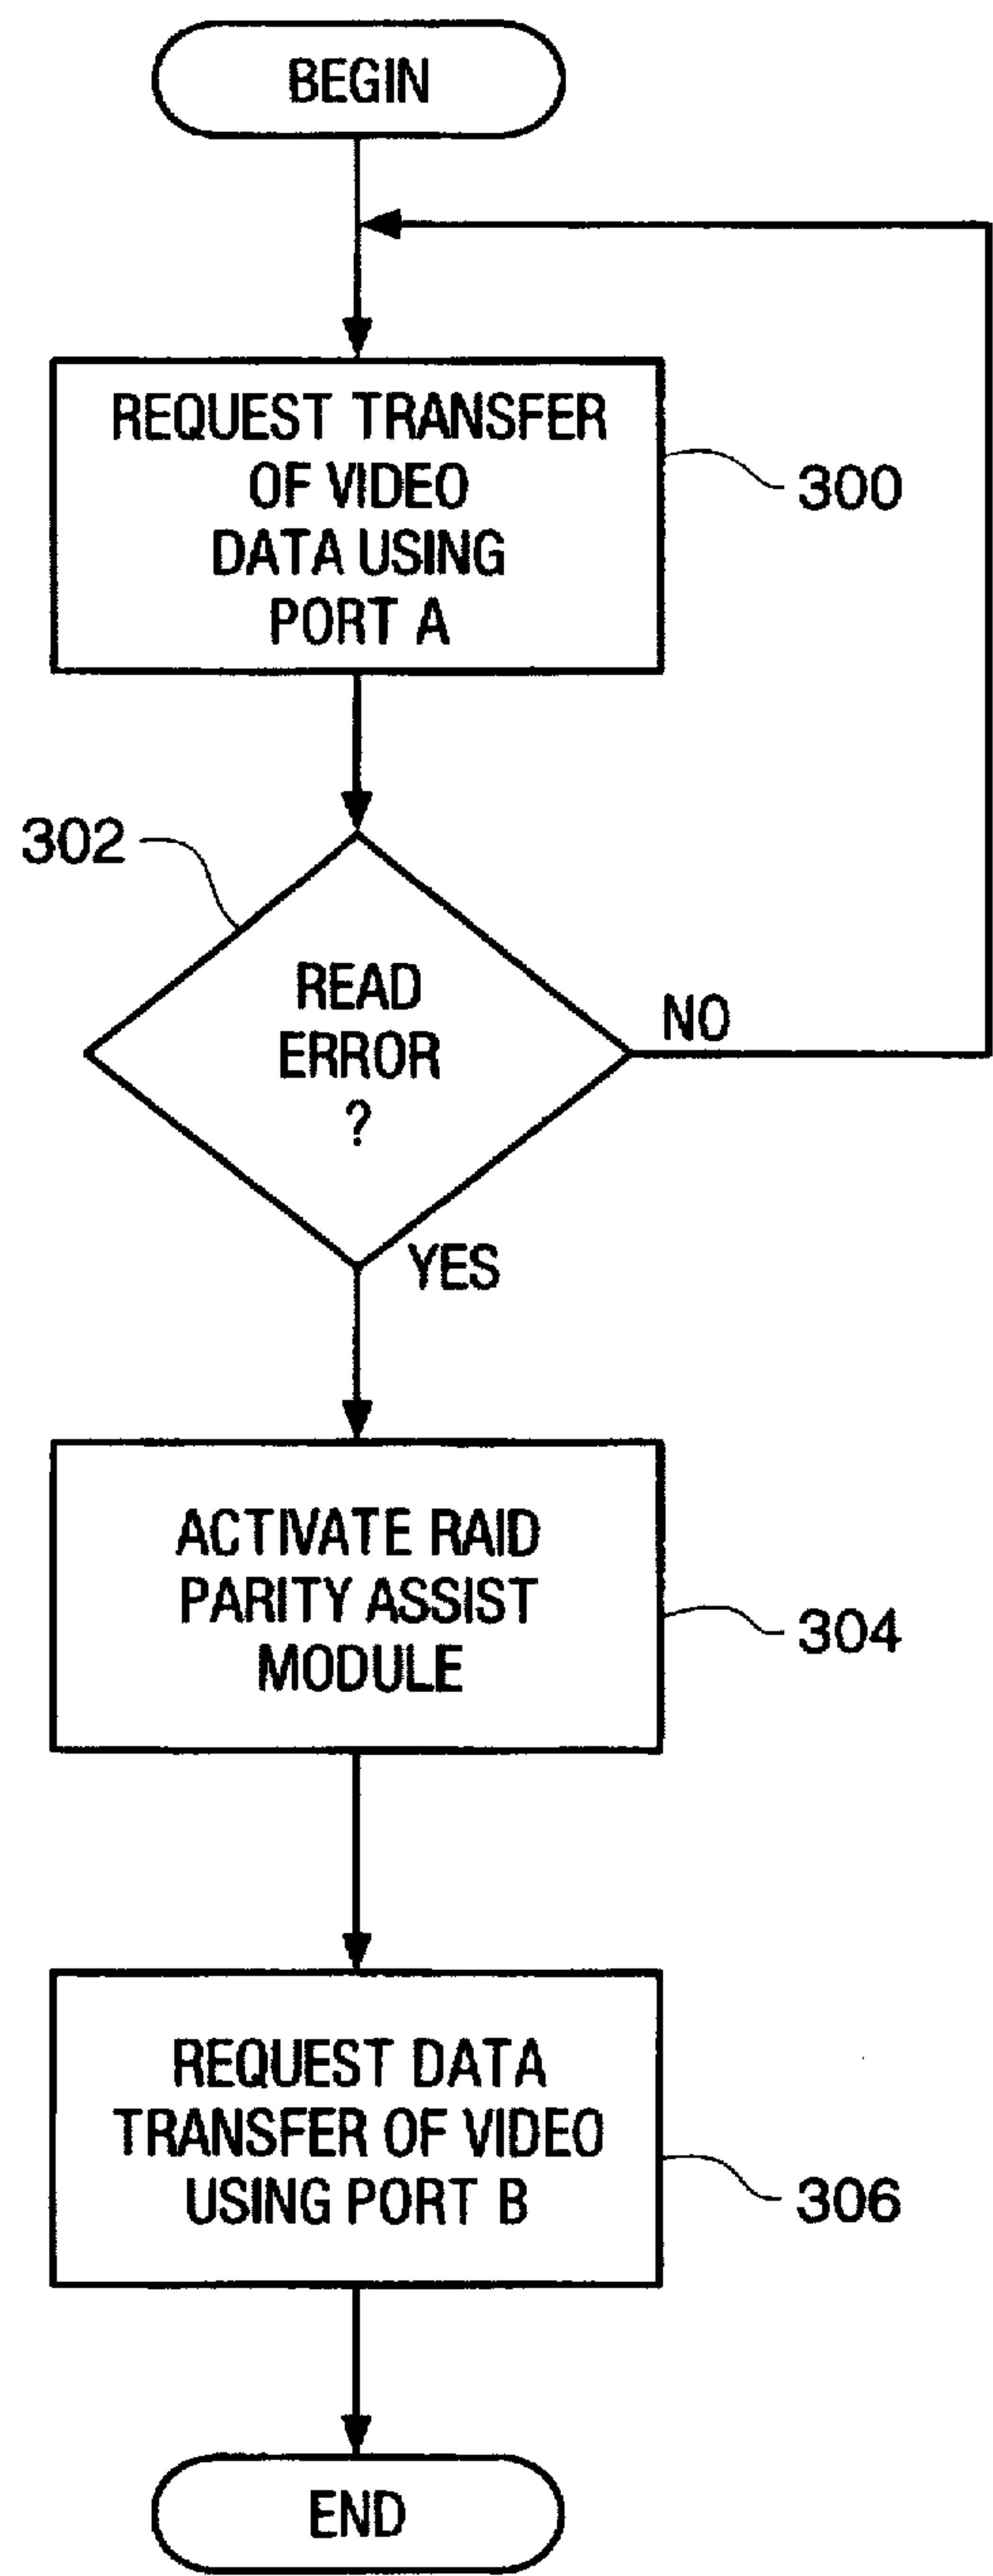 BEGIN
REQUEST TRANSFER
OF VIDEO
DATA USING
PORT A
300
302
READ
ERROR
?
NO
YES
ACTIVATE RAID
PARITY ASSIST
MODULE
304
REQUEST DATA
TRANSFER OF VIDEO
USING PORT B
306
END